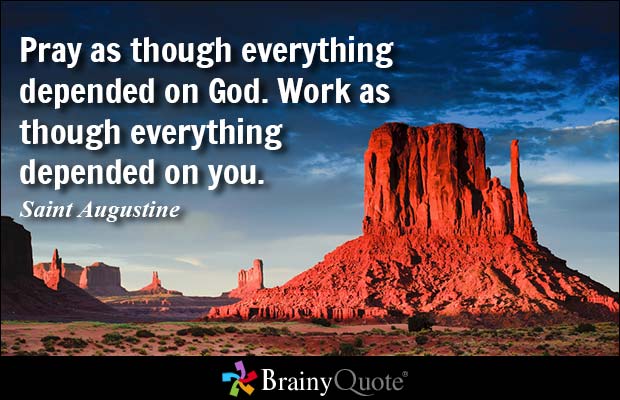 Pray as though everything
depended on God. Work as
though everything
depended on you.
Saint Augustine
BrainyQuote®